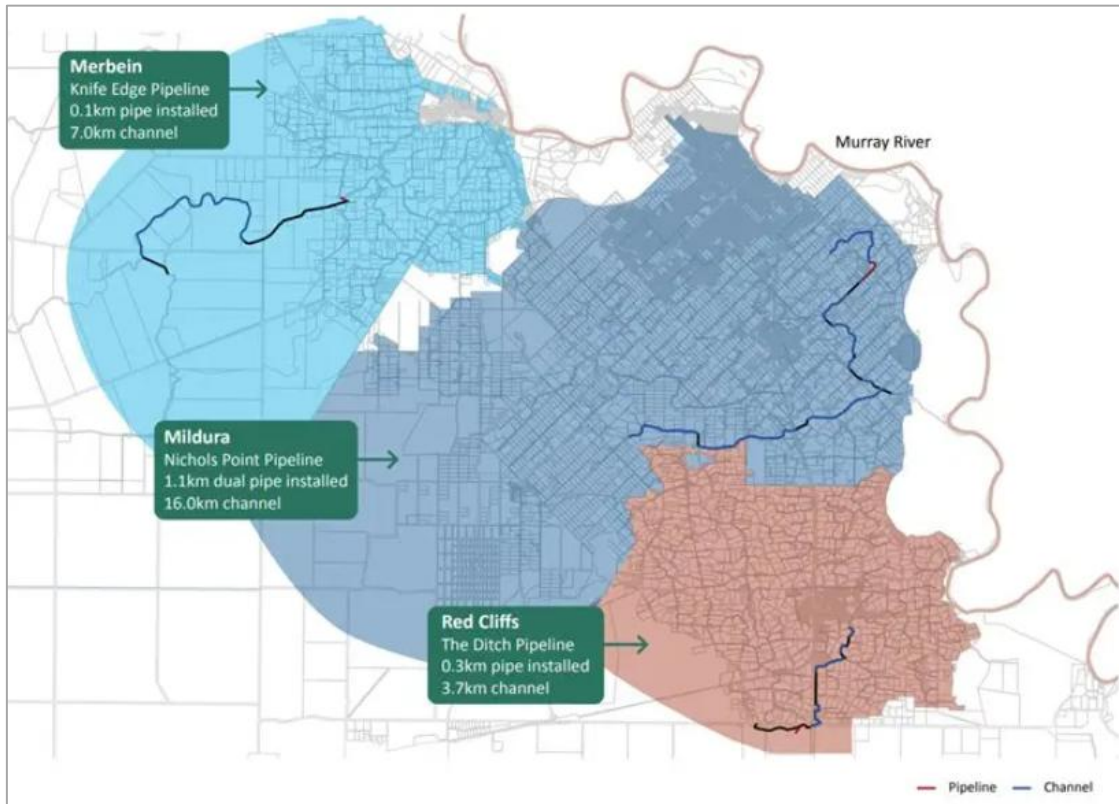 Merbein
Knife Edge Pipeline
0.1km pipe installed
7.0km channel
Murray River
Mildura
Nichols Point Pipeline
1.1km dual pipe installed
16.0km channel
Red Cliffs
The Ditch Pipeline
0.3km pipe installed
3.7km channel
Pipeline
Channel